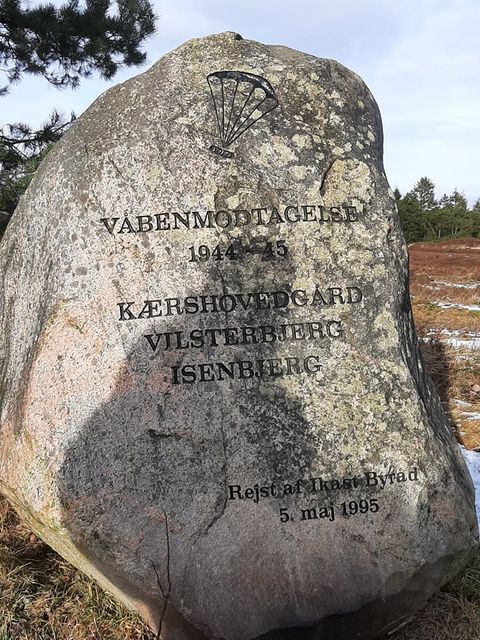 VÅBENMODTAGELSE
1944 - 45
KÆRSHOVEDGÅRD
VILSTERBJERG
ISENBJERG
Rejst af Ikast Byråd
5. maj 1995